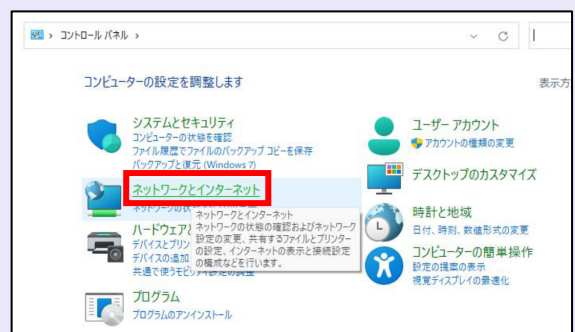 コントロール パネル
コンピューターの設定を調整します
表示方
システムとセキュリティ
コンピューターの状態を確認
ファイル履歴でファイルのバックアップ コピーを保存
バックアップと復元 (Windows 7)
ネットワークとインターネット
ネットワークの状
ネットワークとインターネット
ネットワークの状態の確認およびネットワーク
設定の変更、共有するファイルとプリンター
の設定、インターネットの表示と接続設定
の構成などを行います。
ハードウェアと
デバイスとプリン
デバイスの追加
共通で使うモビリティ設定の調整
プログラム
プログラムのアンインストール
ユーザー アカウント
アカウントの種類の変更
デスクトップのカスタマイズ
時計と地域
日付、時刻、数値形式の変更
コンピューターの簡単操作
設定の提案の表示
視覚ディスプレイの最適化